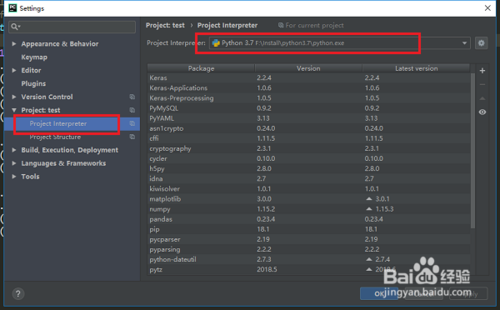 Settings
Project: test › Project Interpreter
For current project
Appearance & Behavior
Keymap
Editor
Plugins
Version Control
Project: test
Project Interpreter
Project Structure
Build, Execution, Deployment
Languages & Frameworks
Tools
Project Interpreter: Python 3.7 F:\Install\python3.7\python.exe
Package Version Latest version
Keras 2.2.4 2.2.4
Keras-Applications 1.0.6 1.0.6
Keras-Preprocessing 1.0.5 1.0.5
PyMySQL 0.9.2 0.9.2
PyYAML 3.13 3.13
asn1crypto 0.24.0 0.24.0
cffi 1.11.5 1.11.5
cryptography 2.3.1 2.3.1
cycler 0.10.0 0.10.0
h5py 2.8.0 2.8.0
idna 2.7 2.7
kiwisolver 1.0.1 1.0.1
matplotlib 3.0.0 3.0.1
numpy 1.15.2 1.15.3
pandas 0.23.4 0.23.4
pip 18.1 18.1
pycparser 2.19 2.19
pyparsing 2.2.2 2.2.2
python-dateutil 2.7.3 2.7.4
pytz 2018.5
?
Baidu 经验
jingyan.baidu.com